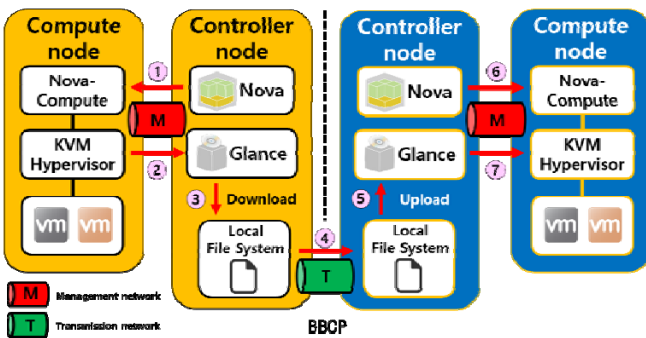 Compute
node
Controller
node
Controller
node
Compute
node
1
Nova-
Compute
Nova
M
KVM
Hypervisor
Glance
2
3
Download
vm
vm
Local
File System
4
T
Nova
6
Nova-
Compute
M
Glance
KVM
Hypervisor
7
5
Upload
Local
File System
vm
vm
M
Management network
T
Transmission network
BBCP